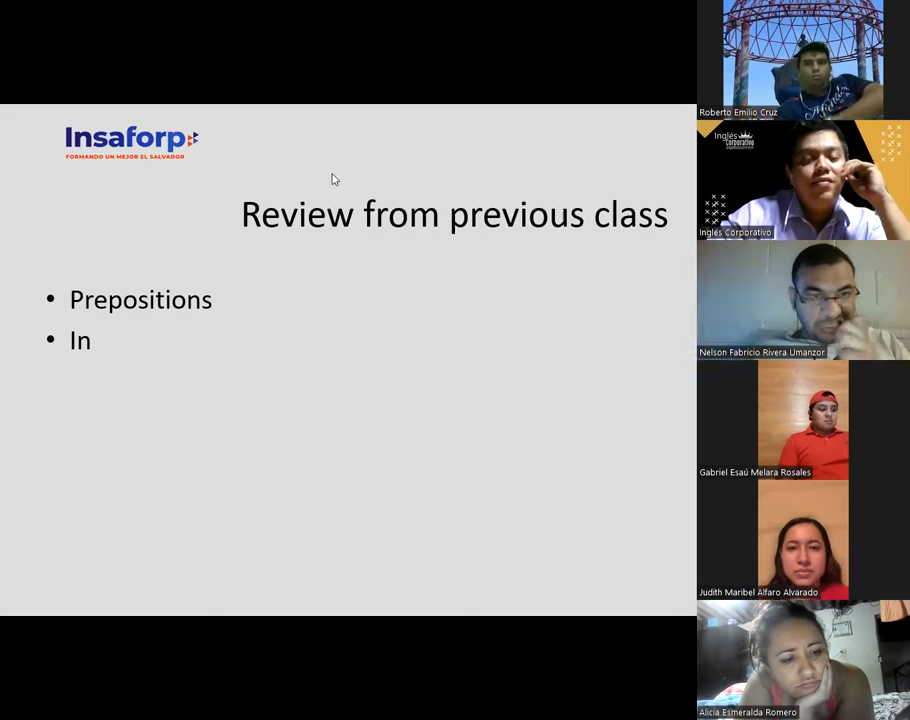 Insaforp
FORMANDO UN MEJOR EL SALVADOR
Review from previous class
• Prepositions
• In
Roberto Emilio Cruz
Inglés
Corporativo
Inglés Corporativo
Nelson Fabricio Rivera Umanzor
Gabriel Esaú Melara Rosales
Judith Maribel Alfaro Alvarado
Alicia Esmeralda Romero